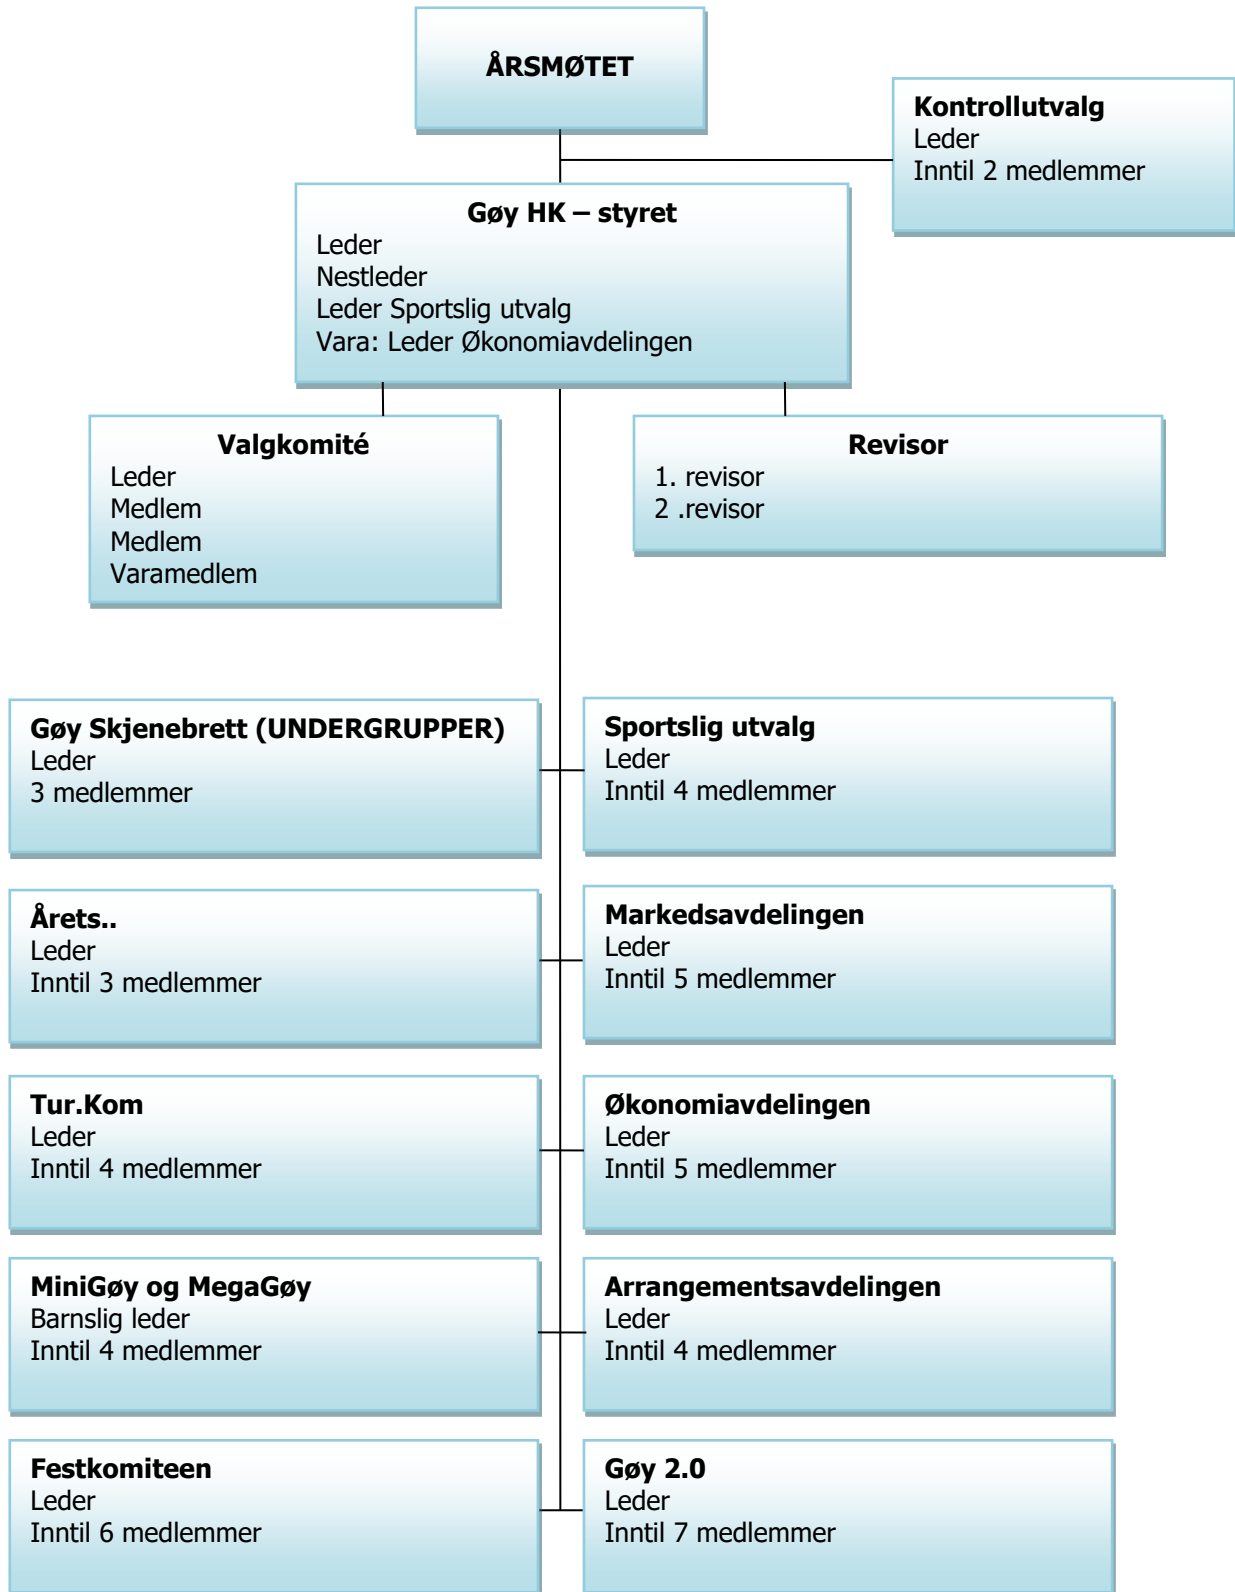 ÅRSMØTET
Kontrollutvalg
Leder
Inntil 2 medlemmer
Gøy HK – styret
Leder
Nestleder
Leder Sportslig utvalg
Vara: Leder Økonomiavdelingen
Valgkomité
Leder
Medlem
Medlem
Varamedlem
Revisor
1. revisor
2 .revisor
Gøy Skjenebrett (UNDERGRUPPER)
Leder
3 medlemmer
Sportslig utvalg
Leder
Inntil 4 medlemmer
Årets..
Leder
Inntil 3 medlemmer
Markedsavdelingen
Leder
Inntil 5 medlemmer
Tur.Kom
Leder
Inntil 4 medlemmer
Økonomiavdelingen
Leder
Inntil 5 medlemmer
MiniGøy og MegaGøy
Barnslig leder
Inntil 4 medlemmer
Arrangementsavdelingen
Leder
Inntil 4 medlemmer
Festkomiteen
Leder
Inntil 6 medlemmer
Gøy 2.0
Leder
Inntil 7 medlemmer